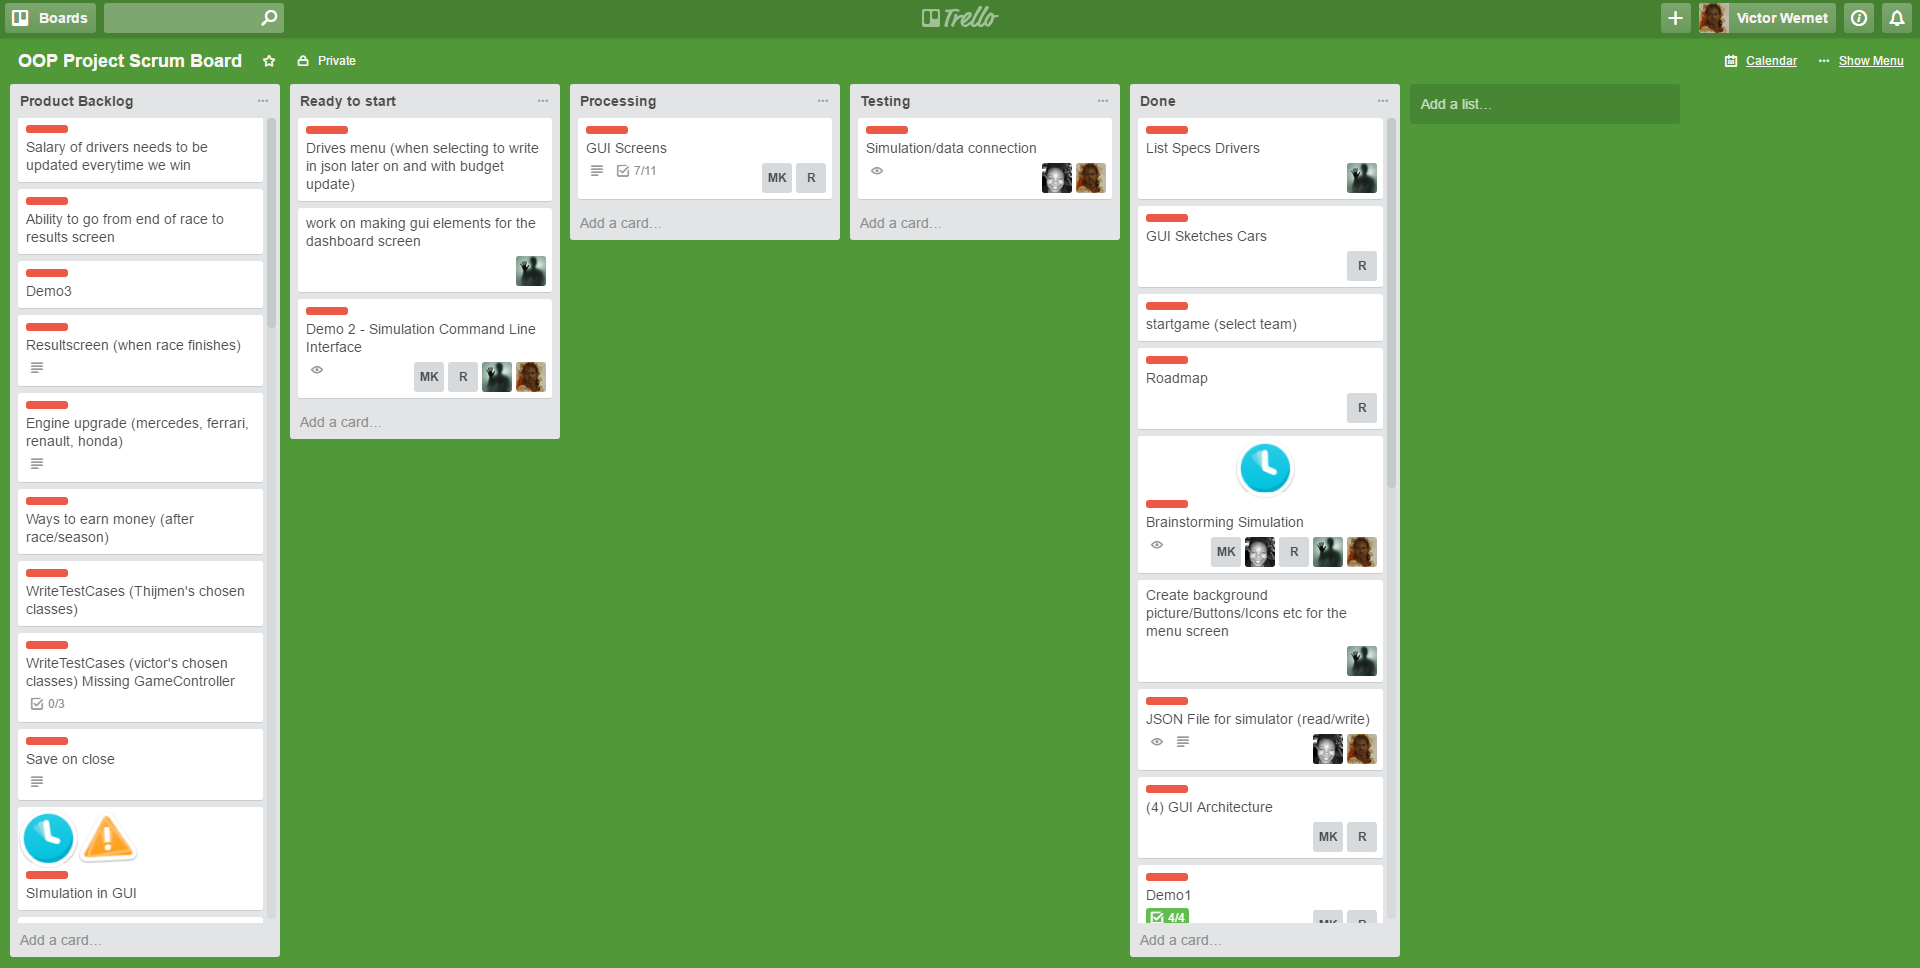 Boards
Trello
Victor Wernet
OOP Project Scrum Board
Private
Calendar
Show Menu
Product Backlog
Salary of drivers needs to be
updated everytime we win
Ability to go from end of race to
results screen
Demo3
Resultscreen (when race finishes)
Engine upgrade (mercedes, ferrari,
renault, honda)
Ways to earn money (after
race/season)
WriteTestCases (Thijmen's chosen
classes)
WriteTestCases (victor's chosen
classes) Missing GameController
0/3
Save on close
SImulation in GUI
Add a card…
Ready to start
Drives menu (when selecting to write
in json later on and with budget
update)
work on making gui elements for the
dashboard screen
Demo 2 - Simulation Command Line
Interface
MK R
Add a card…
Processing
GUI Screens
7/11
MK R
Add a card…
Testing
Simulation/data connection
Add a card…
Done
List Specs Drivers
GUI Sketches Cars
R
startgame (select team)
Roadmap
R
Brainstorming Simulation
MK R
Create background
picture/Buttons/Icons etc for the
menu screen
JSON File for simulator (read/write)
(4) GUI Architecture
MK R
Demo1
4/4
MK R
Add a card…
Add a list…